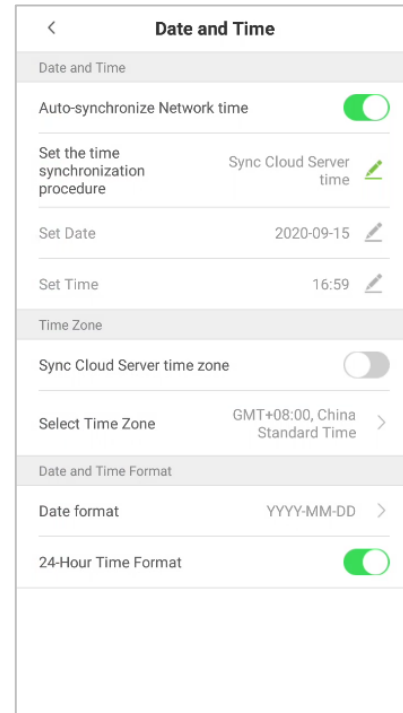 Date and Time
Date and Time
Auto-synchronize Network time
Set the time
synchronization
procedure
Sync Cloud Server
time
Set Date
2020-09-15
Set Time
16:59
Time Zone
Sync Cloud Server time zone
Select Time Zone
GMT+08:00, China
Standard Time
Date and Time Format
Date format
YYYY-MM-DD
24-Hour Time Format